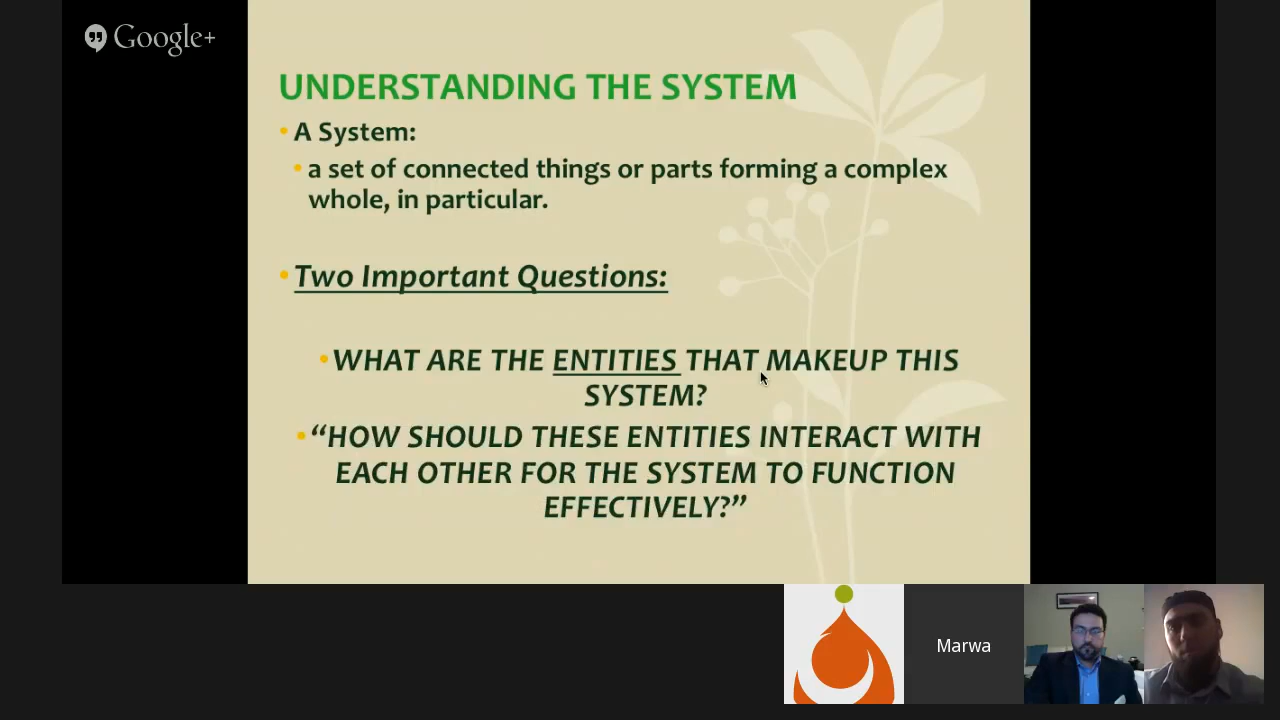 Google+
UNDERSTANDING THE SYSTEM
• A System:
• a set of connected things or parts forming a complex
whole, in particular.
• Two Important Questions:
• WHAT ARE THE ENTITIES THAT MAKEUP THIS
SYSTEM?
• “HOW SHOULD THESE ENTITIES INTERACT WITH
EACH OTHER FOR THE SYSTEM TO FUNCTION
EFFECTIVELY?”
Marwa